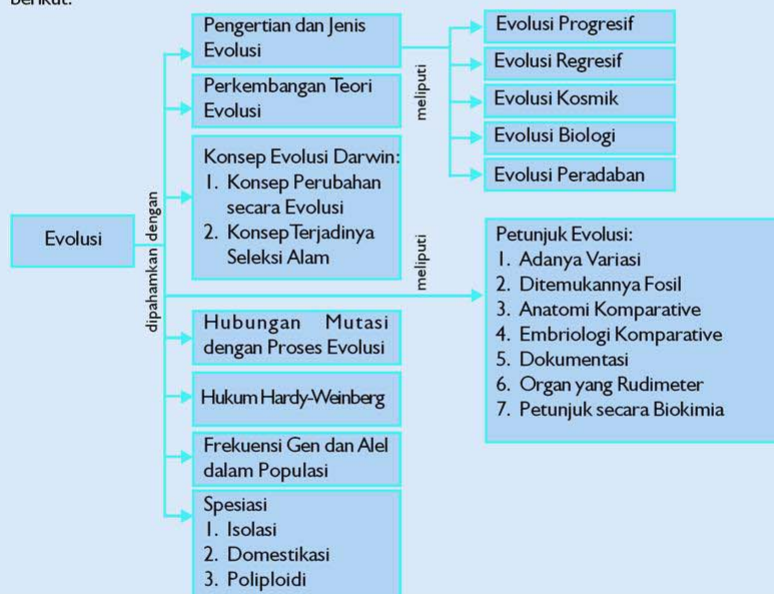 berikut:
Pengertian dan Jenis
Evolusi
Evolusi Progresif
Evolusi Regresif
Evolusi Kosmik
Evolusi Biologi
Evolusi Peradaban
meliputi
Perkembangan Teori
Evolusi
Konsep Evolusi Darwin:
1. Konsep Perubahan
secara Evolusi
2. Konsep Terjadinya
Seleksi Alam
Evolusi
dipahamkan dengan
meliputi
Petunjuk Evolusi:
1. Adanya Variasi
2. Ditemukannya Fosil
3. Anatomi Komparative
4. Embriologi Komparative
5. Dokumentasi
6. Organ yang Rudimeter
7. Petunjuk secara Biokimia
Hubungan Mutasi
dengan Proses Evolusi
Hukum Hardy-Weinberg
Frekuensi Gen dan Alel
dalam Populasi
Spesiasi
1. Isolasi
2. Domestikasi
3. Poliploidi